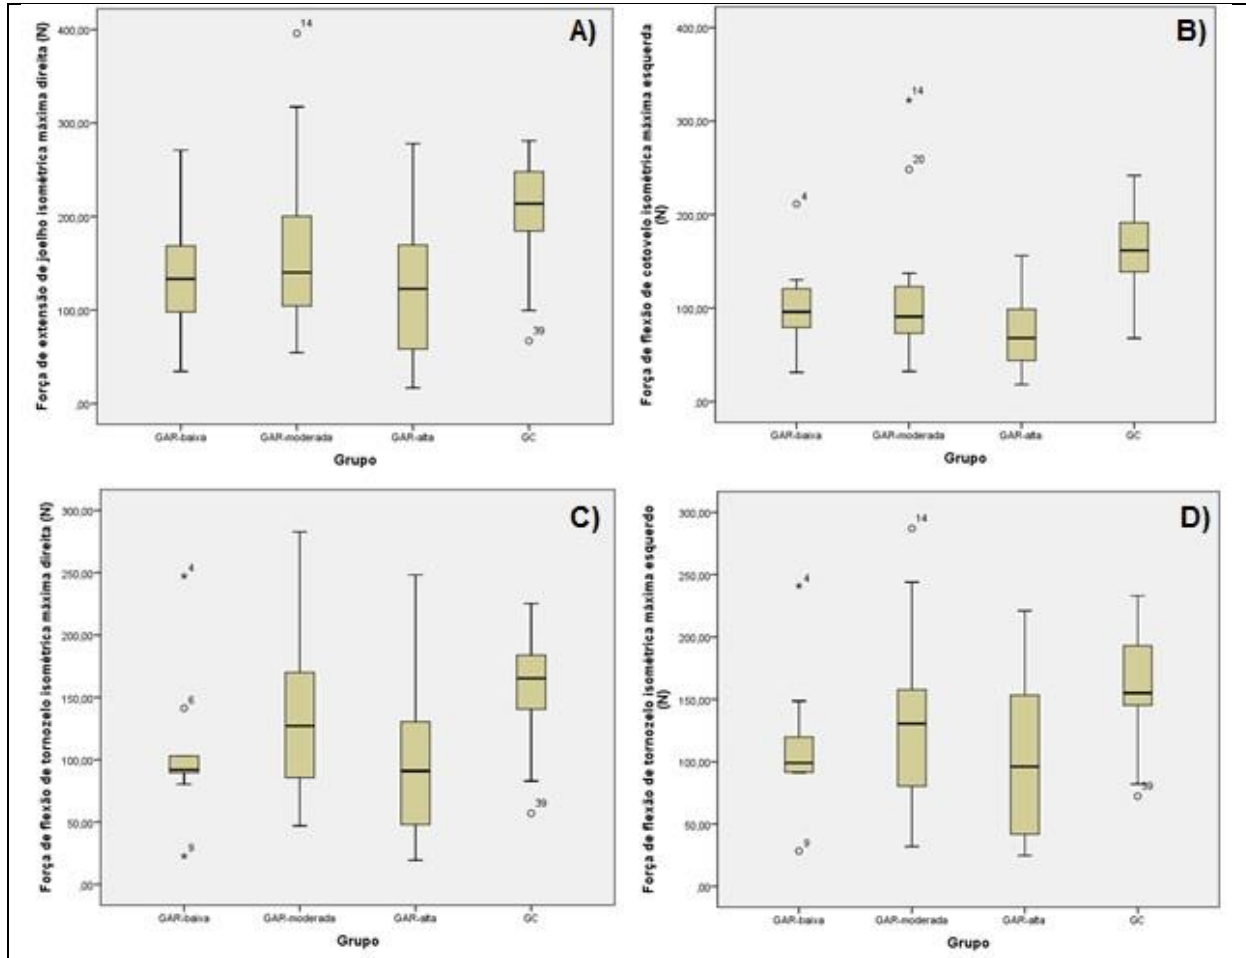 A)
Força de extensão de joelho isométrica máxima direita (N)
400,00
300,00
200,00
100,00
,00
14
39
GAR-baixa GAR-moderada GAR-alta GC
Grupo
B)
Força de flexão de cotovelo isométrica máxima esquerda
(N)
400,00
300,00
200,00
100,00
,00
4
14
20
GAR-baixa GAR-moderada GAR-alta GC
Grupo
C)
Força de flexão de tornozelo isométrica máxima direita (N)
300,00
250,00
200,00
150,00
100,00
50,00
,00
4
6
9
39
GAR-baixa GAR-moderada GAR-alta GC
Grupo
D)
Força de flexão de tornozelo isométrica máxima esquerdo
(N)
300,00
250,00
200,00
150,00
100,00
50,00
,00
4
9
14
39
GAR-baixa GAR-moderada GAR-alta GC
Grupo